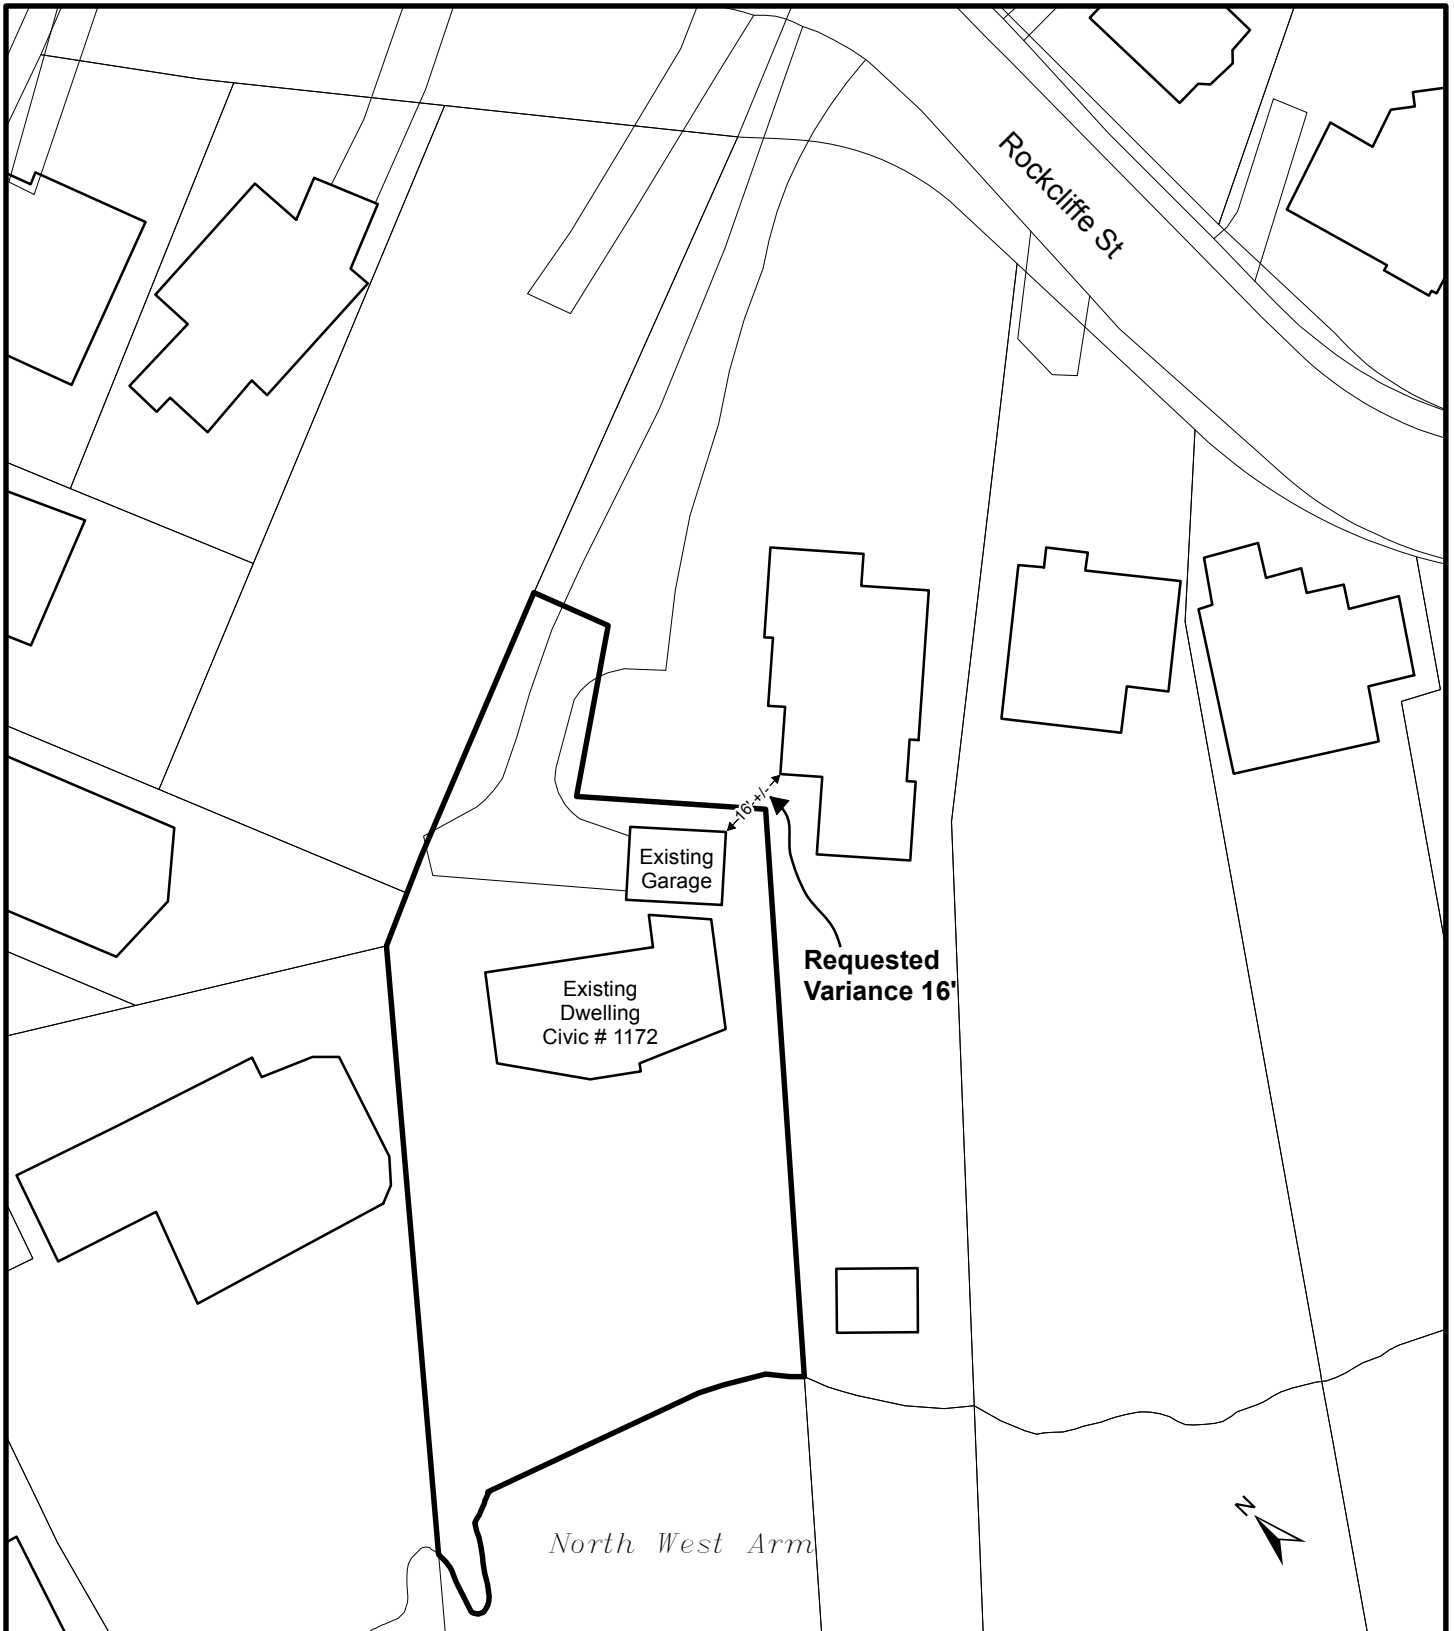 Rockcliffe St
16' +/-
Existing
Garage
Requested
Variance 16'
Existing
Dwelling
Civic # 1172
N
North West Arm